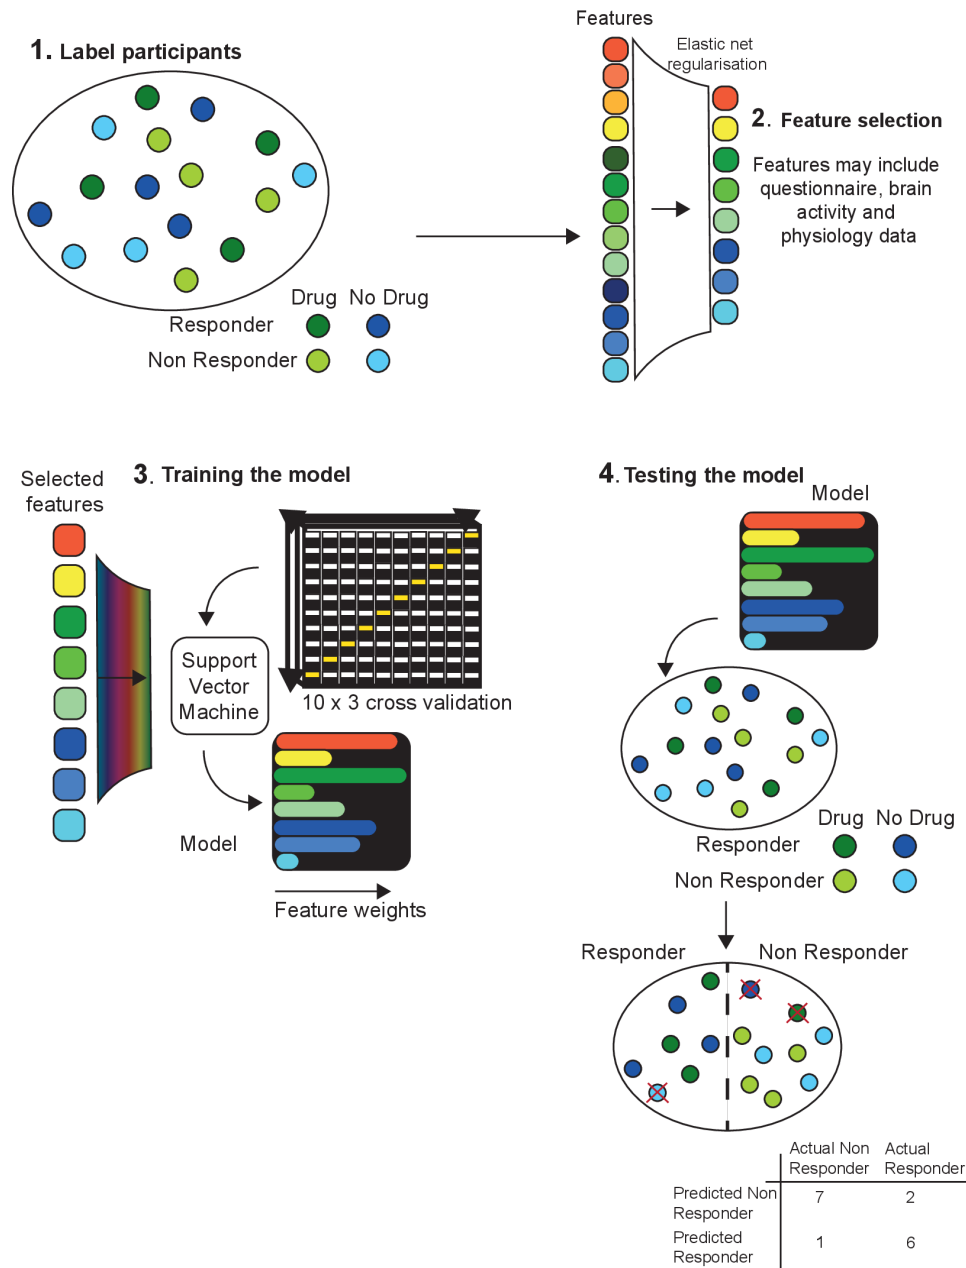 1. Label participants
Drug No Drug
Responder
Non Responder
Features
Elastic net
regularisation
2. Feature selection
Features may include
questionnaire, brain
activity and
physiology data
3. Training the model
Selected
features
Support
Vector
Machine
10 x 3 cross validation
Model
Feature weights
4. Testing the model
Model
Drug No Drug
Responder
Non Responder
Responder Non Responder
Actual Non Actual
Responder Responder
Predicted Non 7 2
Responder
Predicted 1 6
Responder